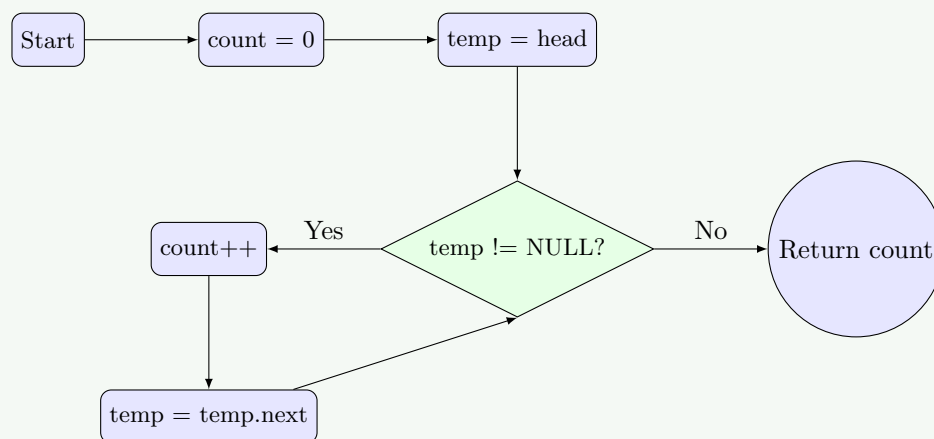 Start
count = 0
temp = head
temp != NULL?
Yes
No
count++
Return count
temp = temp.next